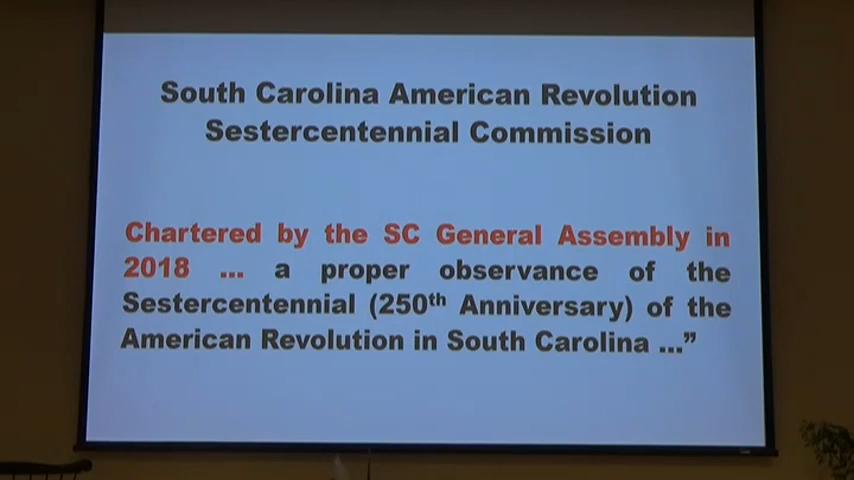 South Carolina American Revolution
Sestercentennial Commission
Chartered by the SC General Assembly in
2018 ... a proper observance of the
Sestercentennial (250th Anniversary) of the
American Revolution in South Carolina ...”